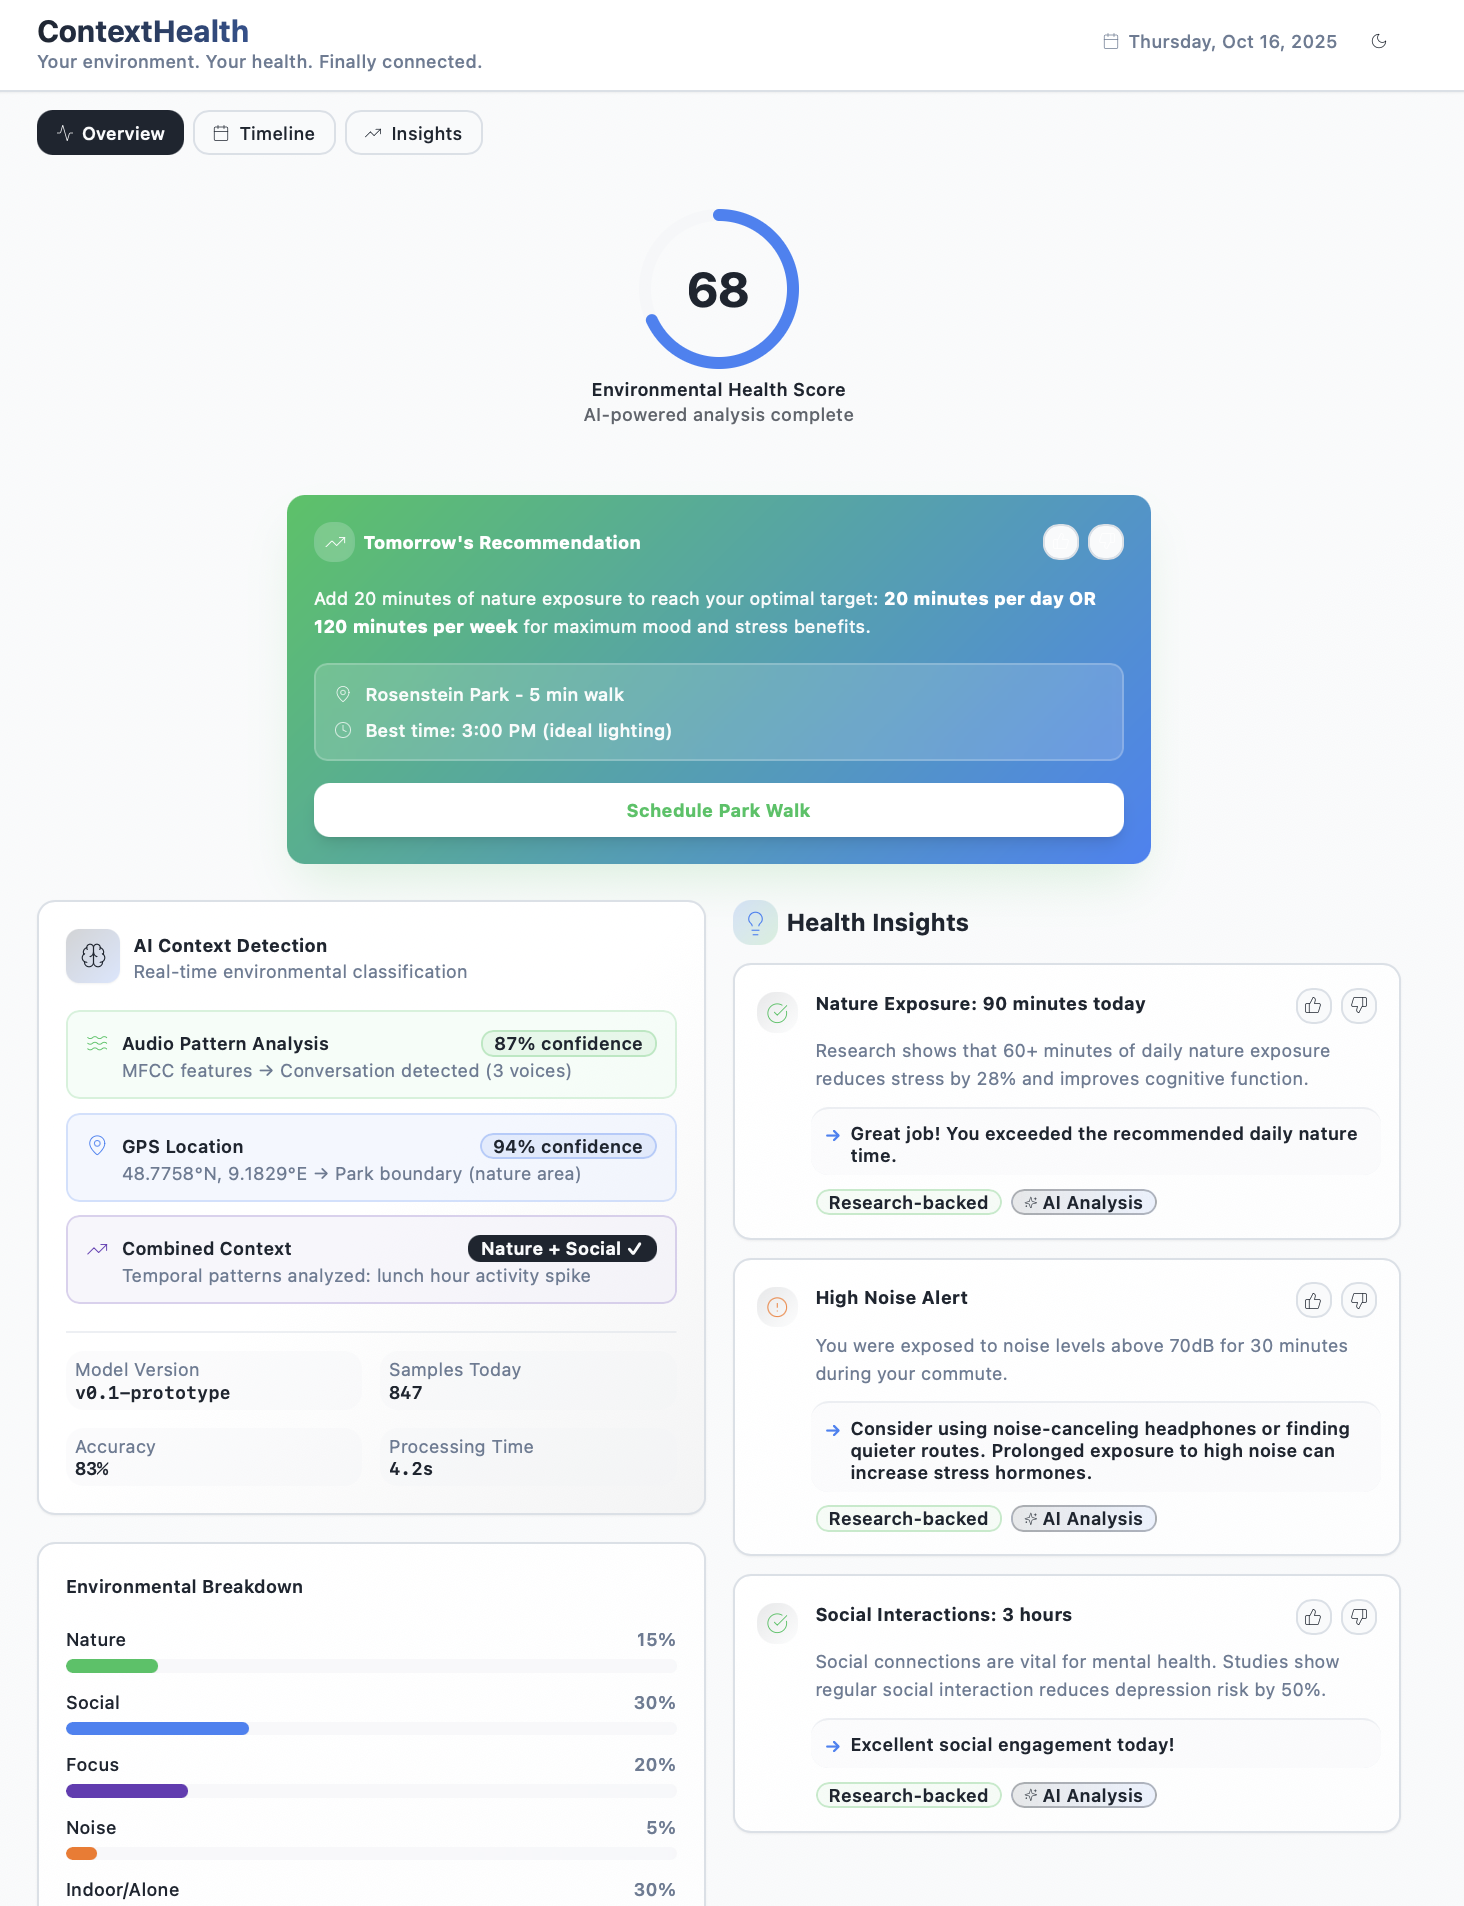 ContextHealth
Your environment. Your health. Finally connected.
Thursday, Oct 16, 2025
Overview
Timeline
Insights
68
Environmental Health Score
AI-powered analysis complete
Tomorrow's Recommendation
Add 20 minutes of nature exposure to reach your optimal target: 20 minutes per day OR
120 minutes per week for maximum mood and stress benefits.
Rosenstein Park - 5 min walk
Best time: 3:00 PM (ideal lighting)
Schedule Park Walk
AI Context Detection
Real-time environmental classification
Audio Pattern Analysis
87% confidence
MFCC features → Conversation detected (3 voices)
GPS Location
94% confidence
48.7758°N, 9.1829°E → Park boundary (nature area)
Combined Context
Nature + Social ✓
Temporal patterns analyzed: lunch hour activity spike
Model Version
v0.1-prototype
Samples Today
847
Accuracy
83%
Processing Time
4.2s
Environmental Breakdown
Nature
15%
Social
30%
Focus
20%
Noise
5%
Indoor/Alone
30%
Health Insights
Nature Exposure: 90 minutes today
Research shows that 60+ minutes of daily nature exposure
reduces stress by 28% and improves cognitive function.
→ Great job! You exceeded the recommended daily nature
time.
Research-backed
AI Analysis
High Noise Alert
You were exposed to noise levels above 70dB for 30 minutes
during your commute.
→ Consider using noise-canceling headphones or finding
quieter routes. Prolonged exposure to high noise can
increase stress hormones.
Research-backed
AI Analysis
Social Interactions: 3 hours
Social connections are vital for mental health. Studies show
regular social interaction reduces depression risk by 50%.
→ Excellent social engagement today!
Research-backed
AI Analysis